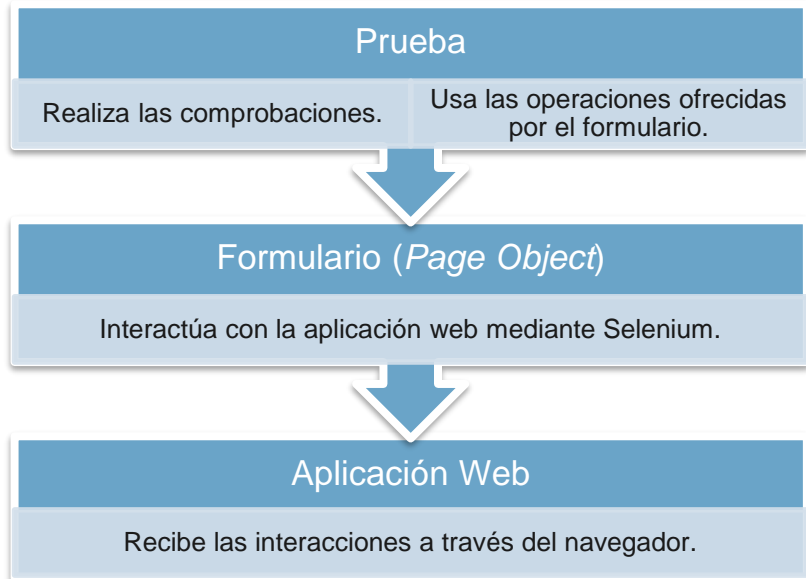 Prueba
Realiza las comprobaciones.
Usa las operaciones ofrecidas
por el formulario.
Formulario (Page Object)
Interactúa con la aplicación web mediante Selenium.
Aplicación Web
Recibe las interacciones a través del navegador.